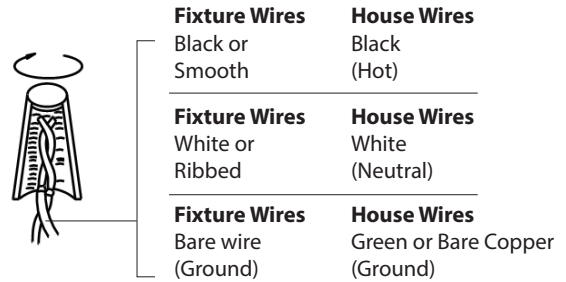 Fixture Wires House Wires
Black or Black
Smooth (Hot)
Fixture Wires House Wires
White or White
Ribbed (Neutral)
Fixture Wires House Wires
Bare wire Green or Bare Copper
(Ground) (Ground)